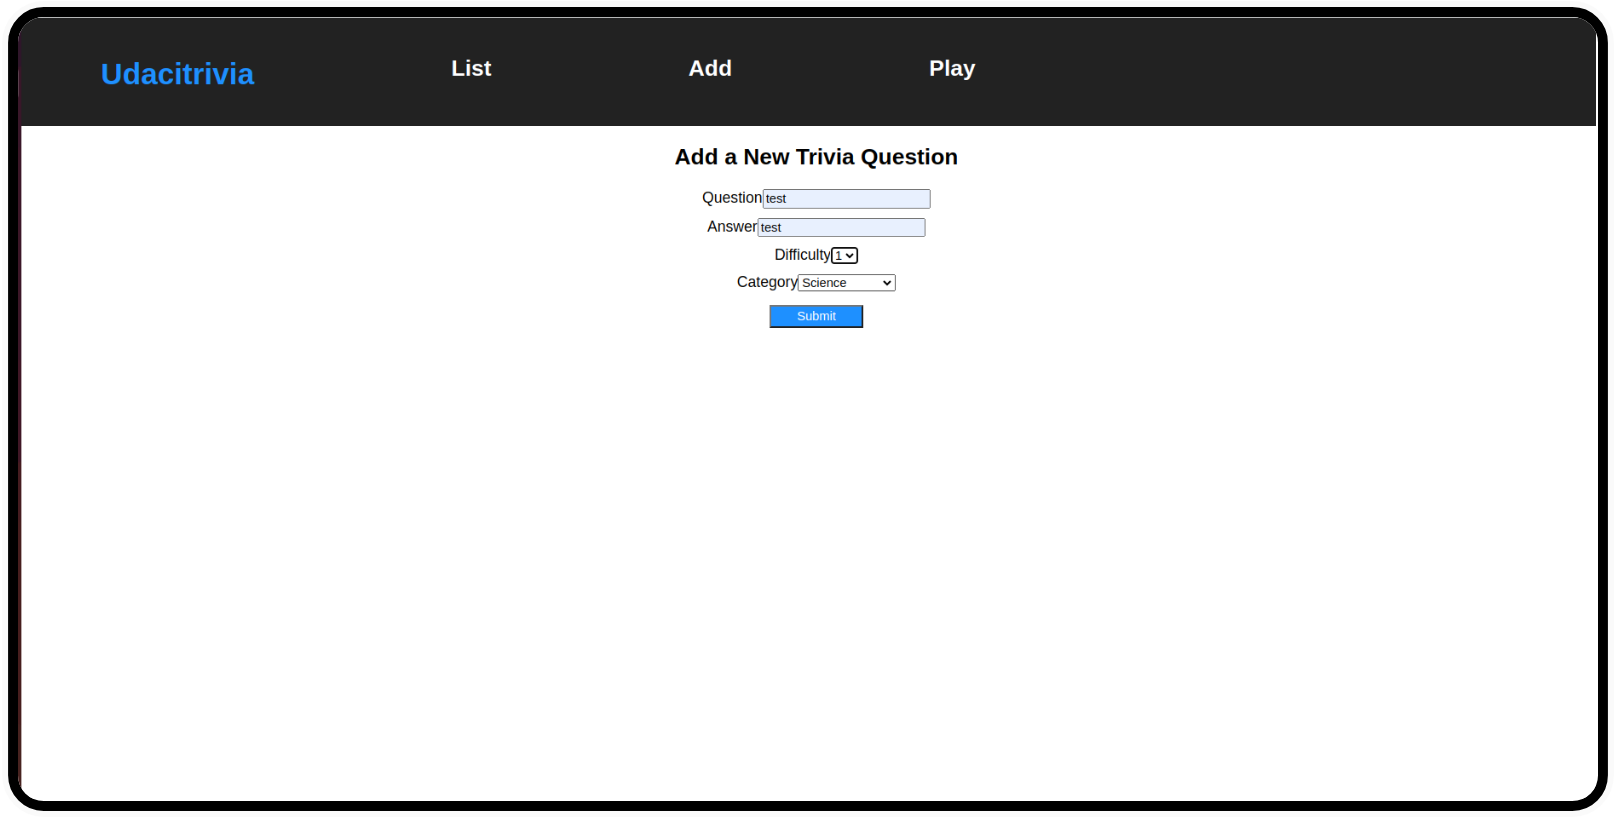 Udacitrivia List Add Play
Add a New Trivia Question
Question test
Answer test
Difficulty 1
Category Science
Submit